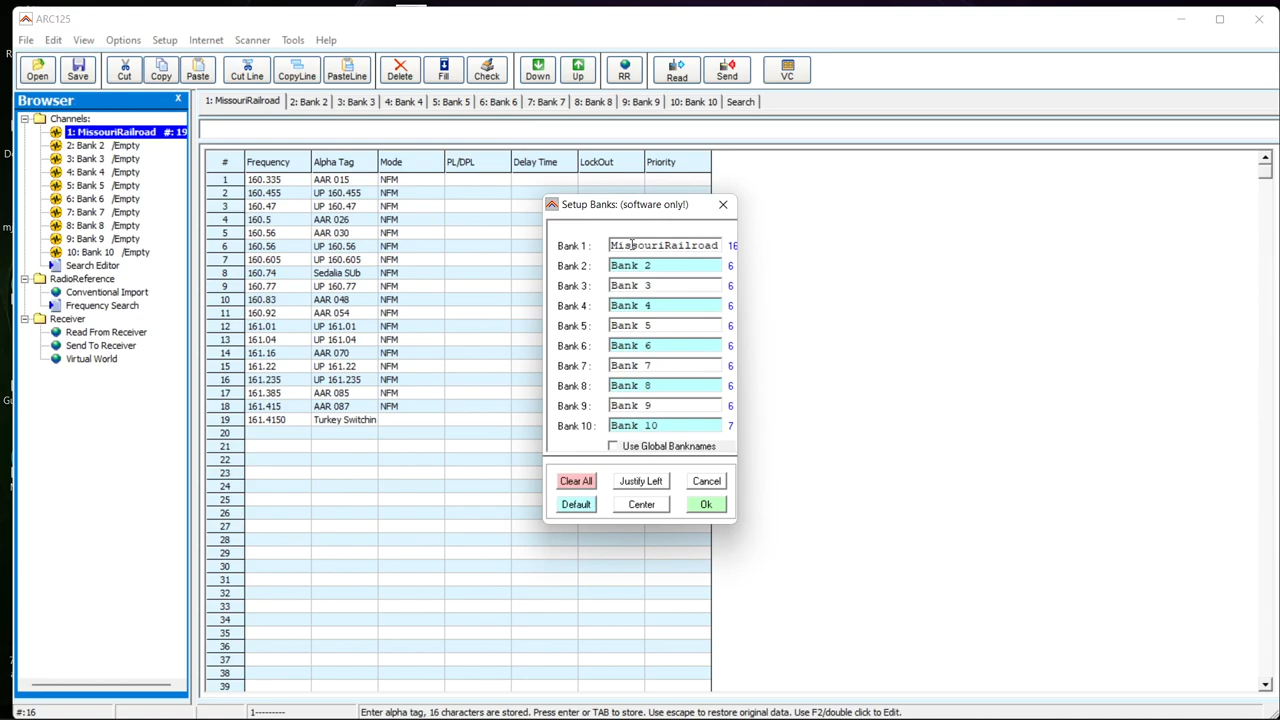 ARC125
File Edit View Options Setup Internet Scanner Tools Help
Open Save Cut Copy Paste Cut Line CopyLine PasteLine Delete Fill Check Down Up RR Read Send VC
Browser X
Channels:
1: MissouriRailroad #: 19
2: Bank 2 /Empty
3: Bank 3 /Empty
4: Bank 4 /Empty
5: Bank 5 /Empty
6: Bank 6 /Empty
7: Bank 7 /Empty
8: Bank 8 /Empty
9: Bank 9 /Empty
10: Bank 10 /Empty
Search Editor
RadioReference
Conventional Import
Frequency Search
Receiver
Read From Receiver
Send To Receiver
Virtual World
1: MissouriRailroad 2: Bank 2 3: Bank 3 4: Bank 4 5: Bank 5 6: Bank 6 7: Bank 7 8: Bank 8 9: Bank 9 10: Bank 10 Search
# Frequency Alpha Tag Mode PL/DPL Delay Time LockOut Priority
1 160.335 AAR 015 NFM
2 160.455 UP 160.455 NFM
3 160.47 UP 160.47 NFM
4 160.5 AAR 026 NFM
5 160.56 AAR 030 NFM
6 160.56 UP 160.56 NFM
7 160.605 UP 160.605 NFM
8 160.74 Sedalia SUb NFM
9 160.77 UP 160.77 NFM
10 160.83 AAR 048 NFM
11 160.92 AAR 054 NFM
12 161.01 UP 161.01 NFM
13 161.04 UP 161.04 NFM
14 161.16 AAR 070 NFM
15 161.22 UP 161.22 NFM
16 161.235 UP 161.235 NFM
17 161.385 AAR 085 NFM
18 161.415 AAR 087 NFM
19 161.4150 Turkey Switchin
20
21
22
23
24
25
26
27
28
29
30
31
32
33
34
35
36
37
38
39
Setup Banks: (software only!)
Bank 1 : MissouriRailroad 16
Bank 2 : Bank 2 6
Bank 3 : Bank 3 6
Bank 4 : Bank 4 6
Bank 5 : Bank 5 6
Bank 6 : Bank 6 6
Bank 7 : Bank 7 6
Bank 8 : Bank 8 6
Bank 9 : Bank 9 6
Bank 10 : Bank 10 7
Use Global Banknames
Clear All Justify Left Cancel
Default Center Ok
#:16 1--------- Enter alpha tag, 16 characters are stored. Press enter or TAB to store. Use escape to restore original data. Use F2/double click to Edit.